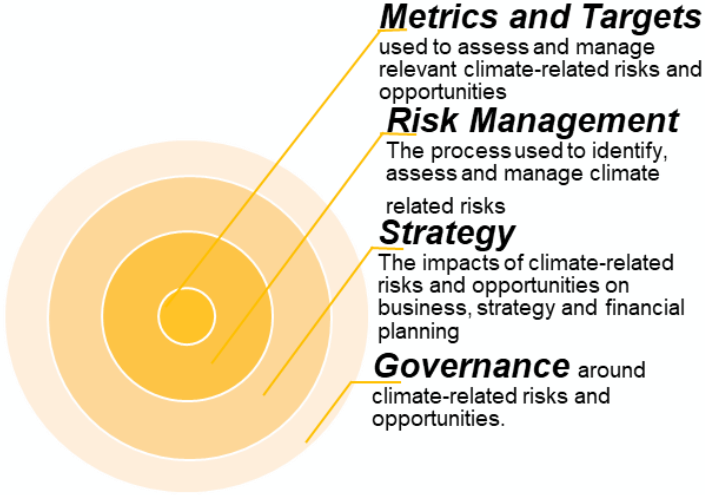 Metrics and Targets
used to assess and manage
relevant climate-related risks and
opportunities
Risk Management
The process used to identify,
assess and manage climate
related risks
Strategy
The impacts of climate-related
risks and opportunities on
business, strategy and financial
planning
Governance around
climate-related risks and
opportunities.